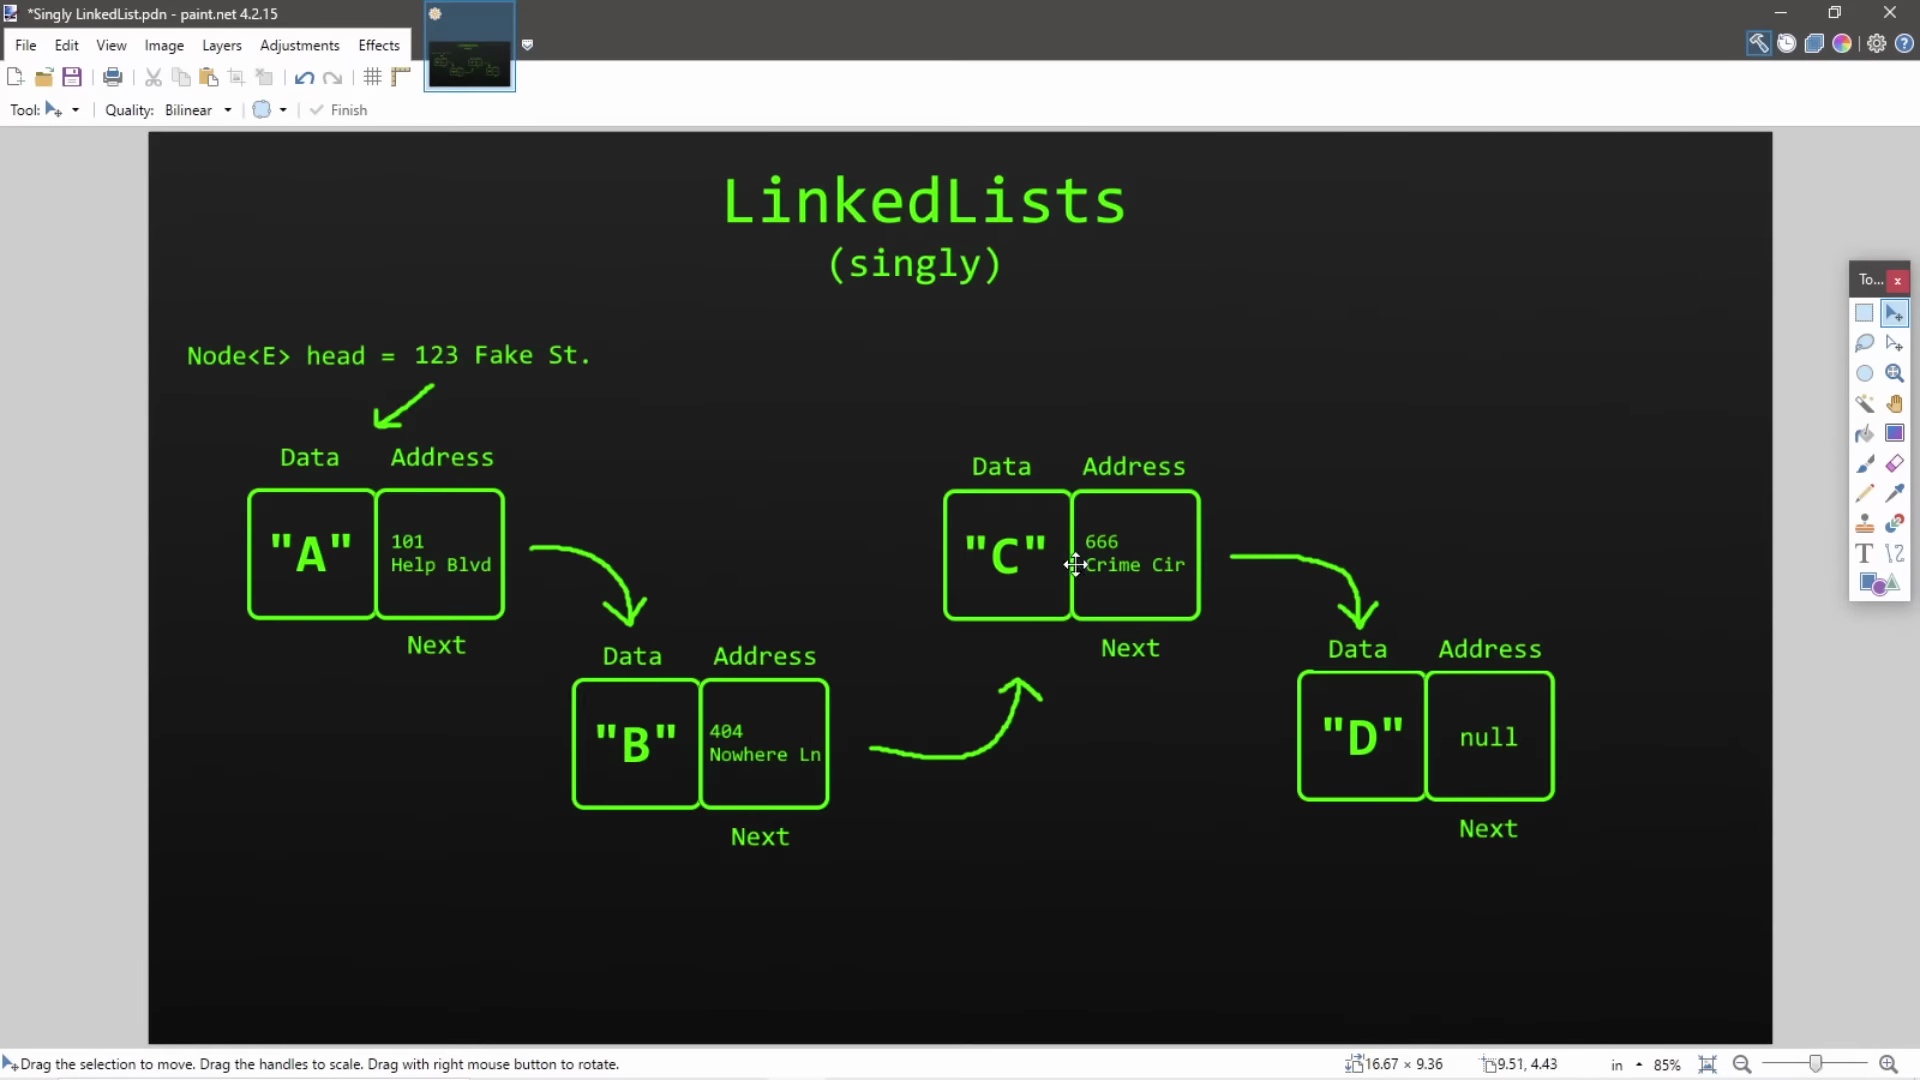 *Singly LinkedList.pdn - paint.net 4.2.15
File Edit View Image Layers Adjustments Effects
Tool: Quality: Bilinear Finish
To... x
LinkedLists
(singly)
Node<E> head = 123 Fake St.
Data Address
"A"
101
Help Blvd
Next
Data Address
"B"
404
Nowhere Ln
Next
Data Address
"C"
666
Crime Cir
Next
Data Address
"D"
null
Next
T
Drag the selection to move. Drag the handles to scale. Drag with right mouse button to rotate.
16.67 × 9.36 9.51, 4.43 in 85%